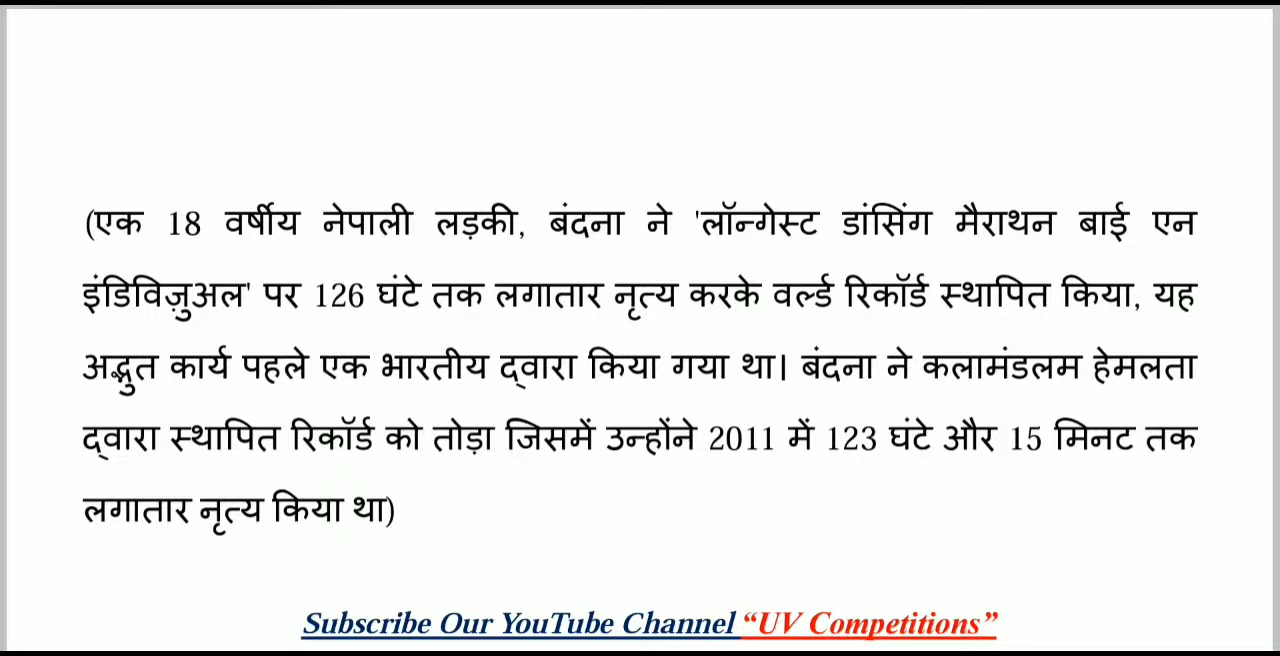 (एक 18 वर्षीय नेपाली लड़की, बंदना ने 'लॉन्गेस्ट डांसिंग मैराथन बाई एन
इंडिविज़ुअल' पर 126 घंटे तक लगातार नृत्य करके वर्ल्ड रिकॉर्ड स्थापित किया, यह
अद्भुत कार्य पहले एक भारतीय द्वारा किया गया था। बंदना ने कलामंडलम हेमलता
द्वारा स्थापित रिकॉर्ड को तोड़ा जिसमें उन्होंने 2011 में 123 घंटे और 15 मिनट तक
लगातार नृत्य किया था)
Subscribe Our YouTube Channel “UV Competitions”